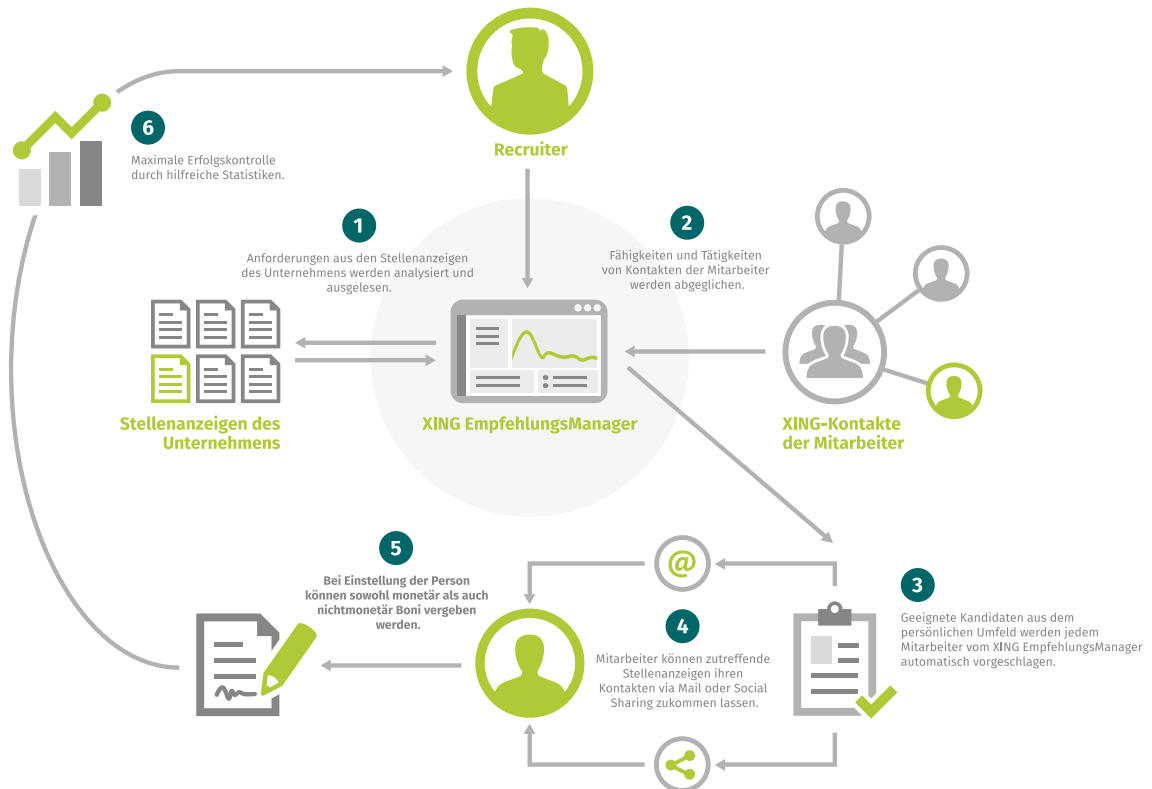 Recruiter
6
Maximale Erfolgskontrolle
durch hilfreiche Statistiken.
1
Anforderungen aus den Stellenanzeigen
des Unternehmens werden analysiert und
ausgelesen.
2
Fähigkeiten und Tätigkeiten
von Kontakten der Mitarbeiter
werden abgeglichen.
Stellenanzeigen des
Unternehmens
XING EmpfehlungsManager
XING-Kontakte
der Mitarbeiter
5
Bei Einstellung der Person
können sowohl monetär als auch
nichtmonetär Boni vergeben
werden.
@
4
Mitarbeiter können zutreffende
Stellenanzeigen ihren
Kontakten via Mail oder Social
Sharing zukommen lassen.
3
Geeignete Kandidaten aus dem
persönlichen Umfeld werden jedem
Mitarbeiter vom XING EmpfehlungsManager
automatisch vorgeschlagen.